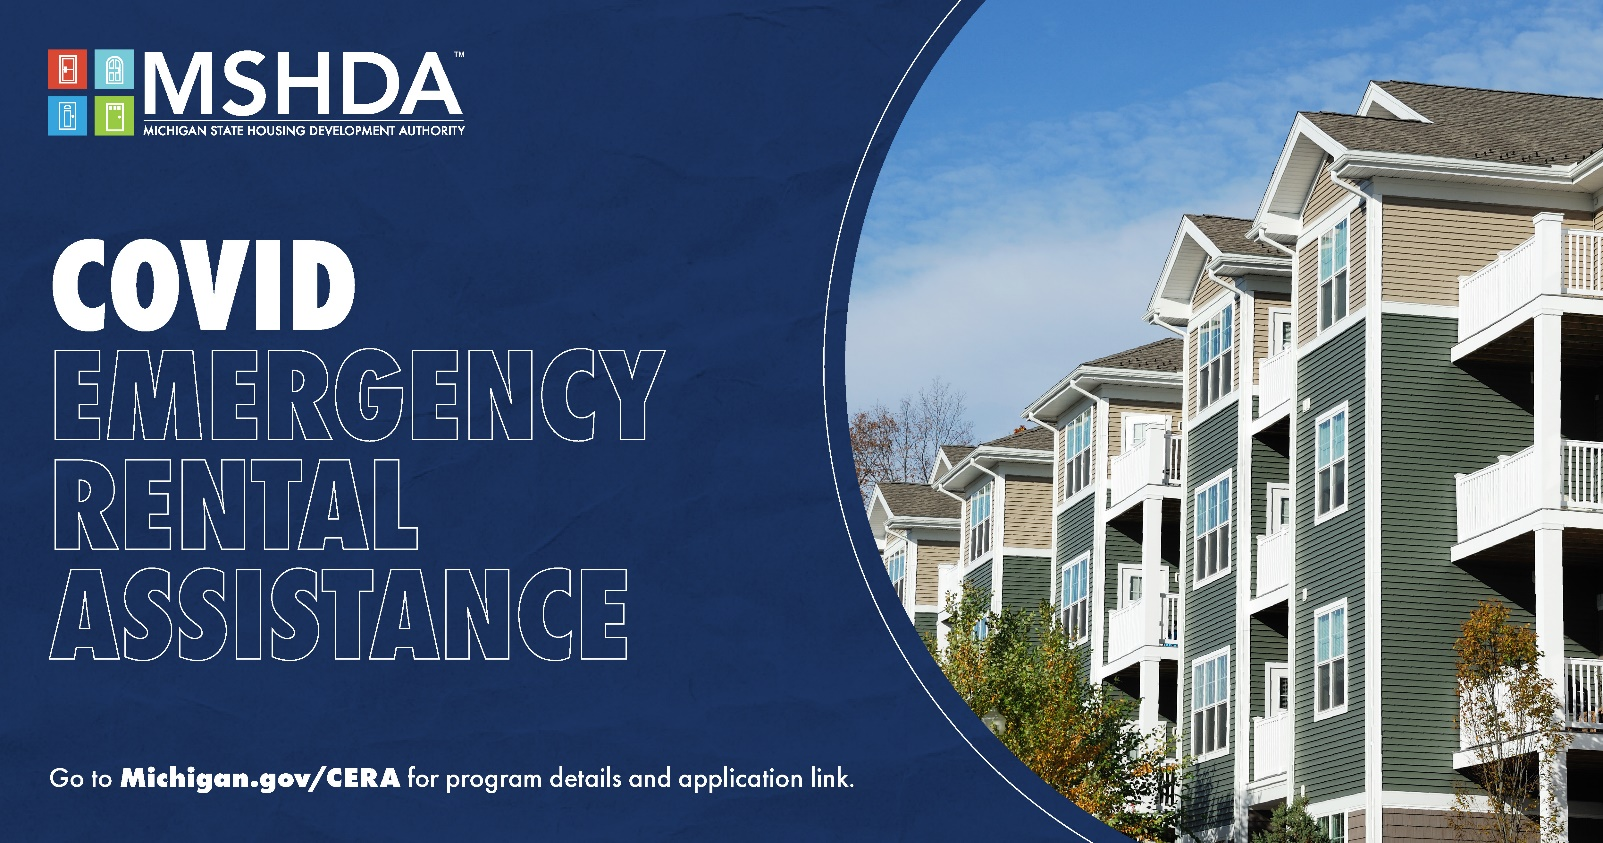 MSHDA™
MICHIGAN STATE HOUSING DEVELOPMENT AUTHORITY
COVID
EMERGENCY
RENTAL
ASSISTANCE
Go to Michigan.gov/CERA for program details and application link.